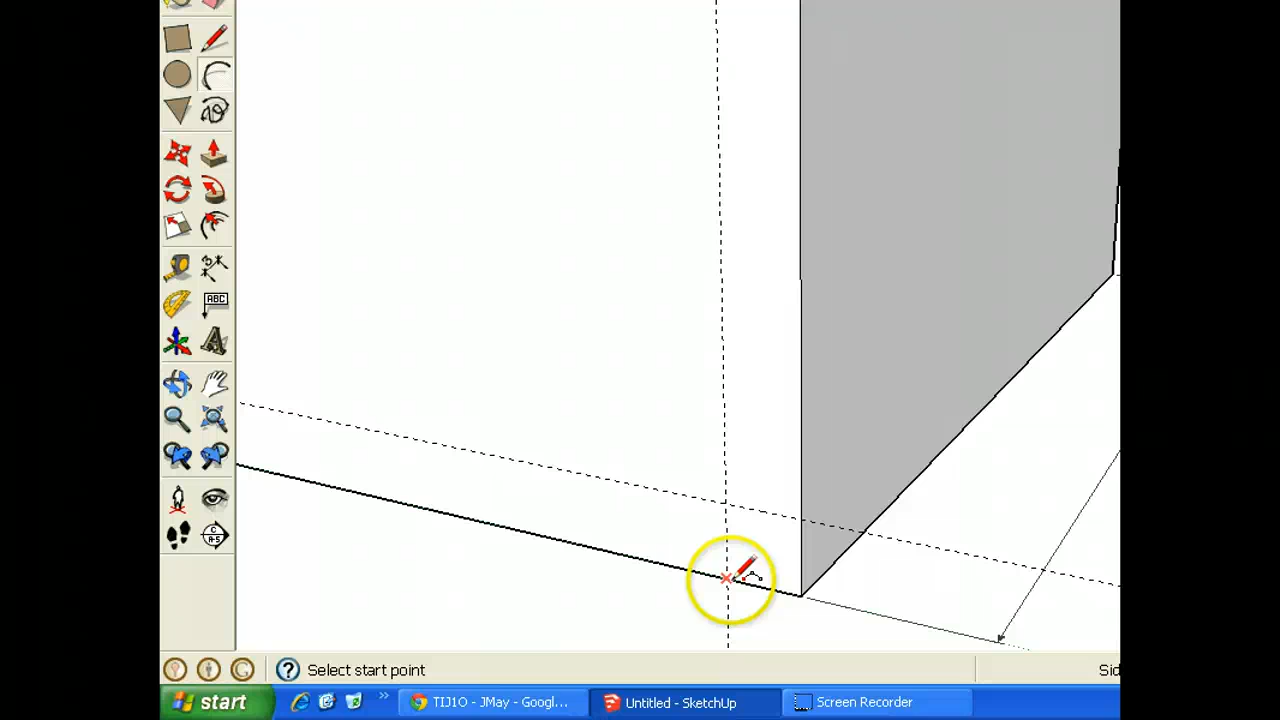 ABC
A
C
A-S
Select start point
Sid
start
TIJ1O - JMay - Googl...
Untitled - SketchUp
Screen Recorder